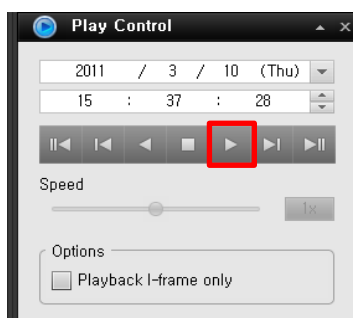 Play Control
2011 / 3 / 10 (Thu)
15 : 37 : 28
Speed
1x
Options
Playback I-frame only